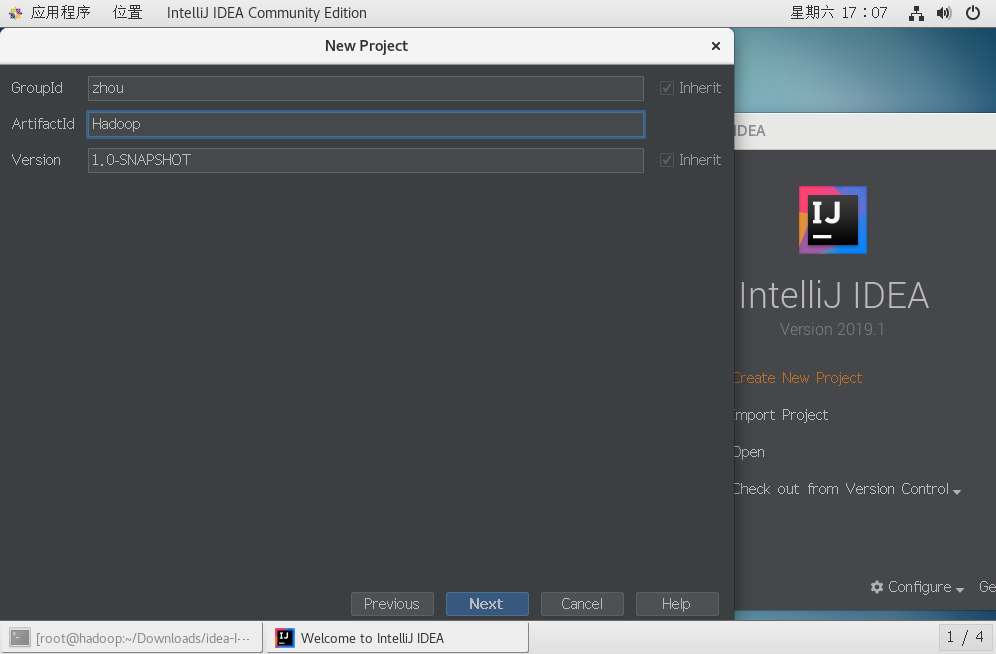 应用程序 位置 IntelliJ IDEA Community Edition 星期六 17:07
New Project
GroupId zhou Inherit
ArtifactId Hadoop
IDEA
Version 1.0-SNAPSHOT Inherit
IJ
IntelliJ IDEA
Version 2019.1
Create New Project
Import Project
Open
Check out from Version Control
Configure Ge
Previous Next Cancel Help
[root@hadoop:~/Downloads/idea-I··· Welcome to IntelliJ IDEA 1 / 4